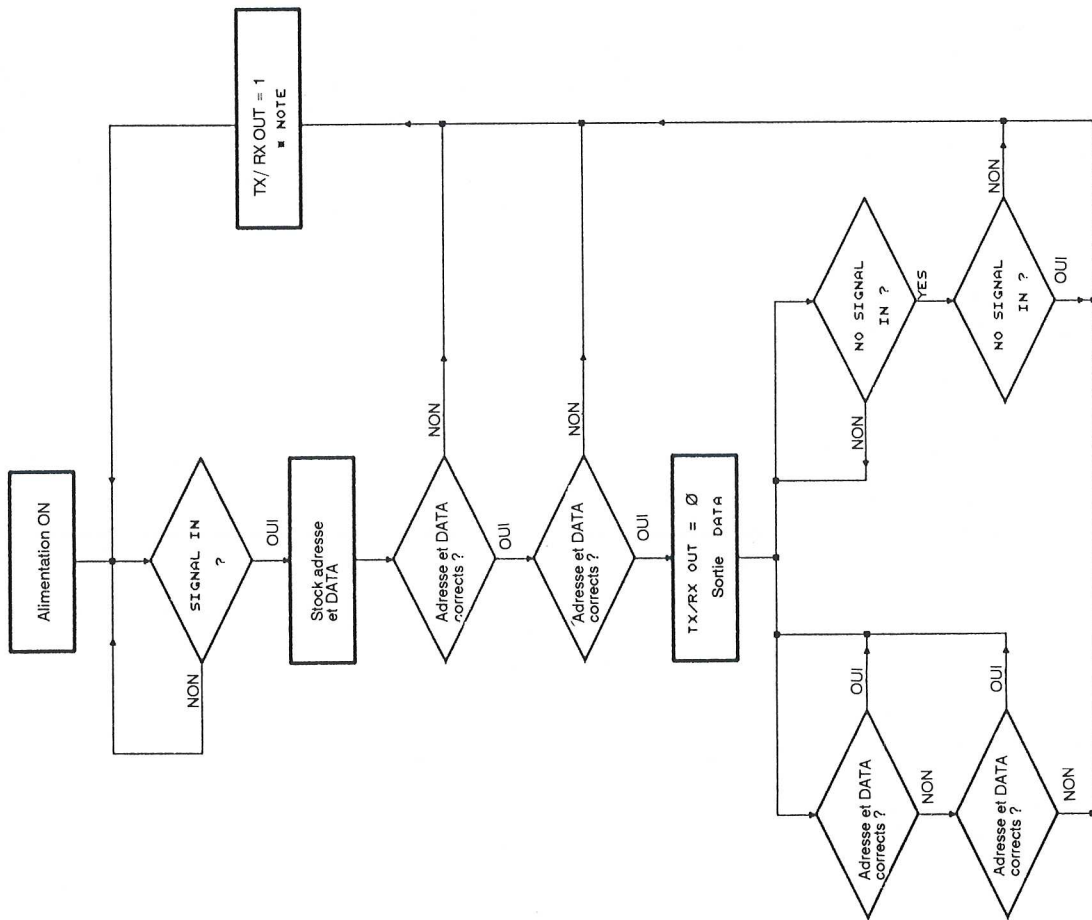 Alimentation ON
TX/ RX OUT = 1
¤ NOTE
SIGNAL IN
?
NON
OUI
Stock adresse
et DATA
Adresse et DATA
corrects ?
NON
OUI
Adresse et DATA
corrects ?
NON
OUI
TX/RX OUT = Ø
Sortie DATA
Adresse et DATA
corrects ?
OUI
NON
Adresse et DATA
corrects ?
OUI
NON
NO SIGNAL
IN ?
NON
YES
NO SIGNAL
IN ?
NON
OUI